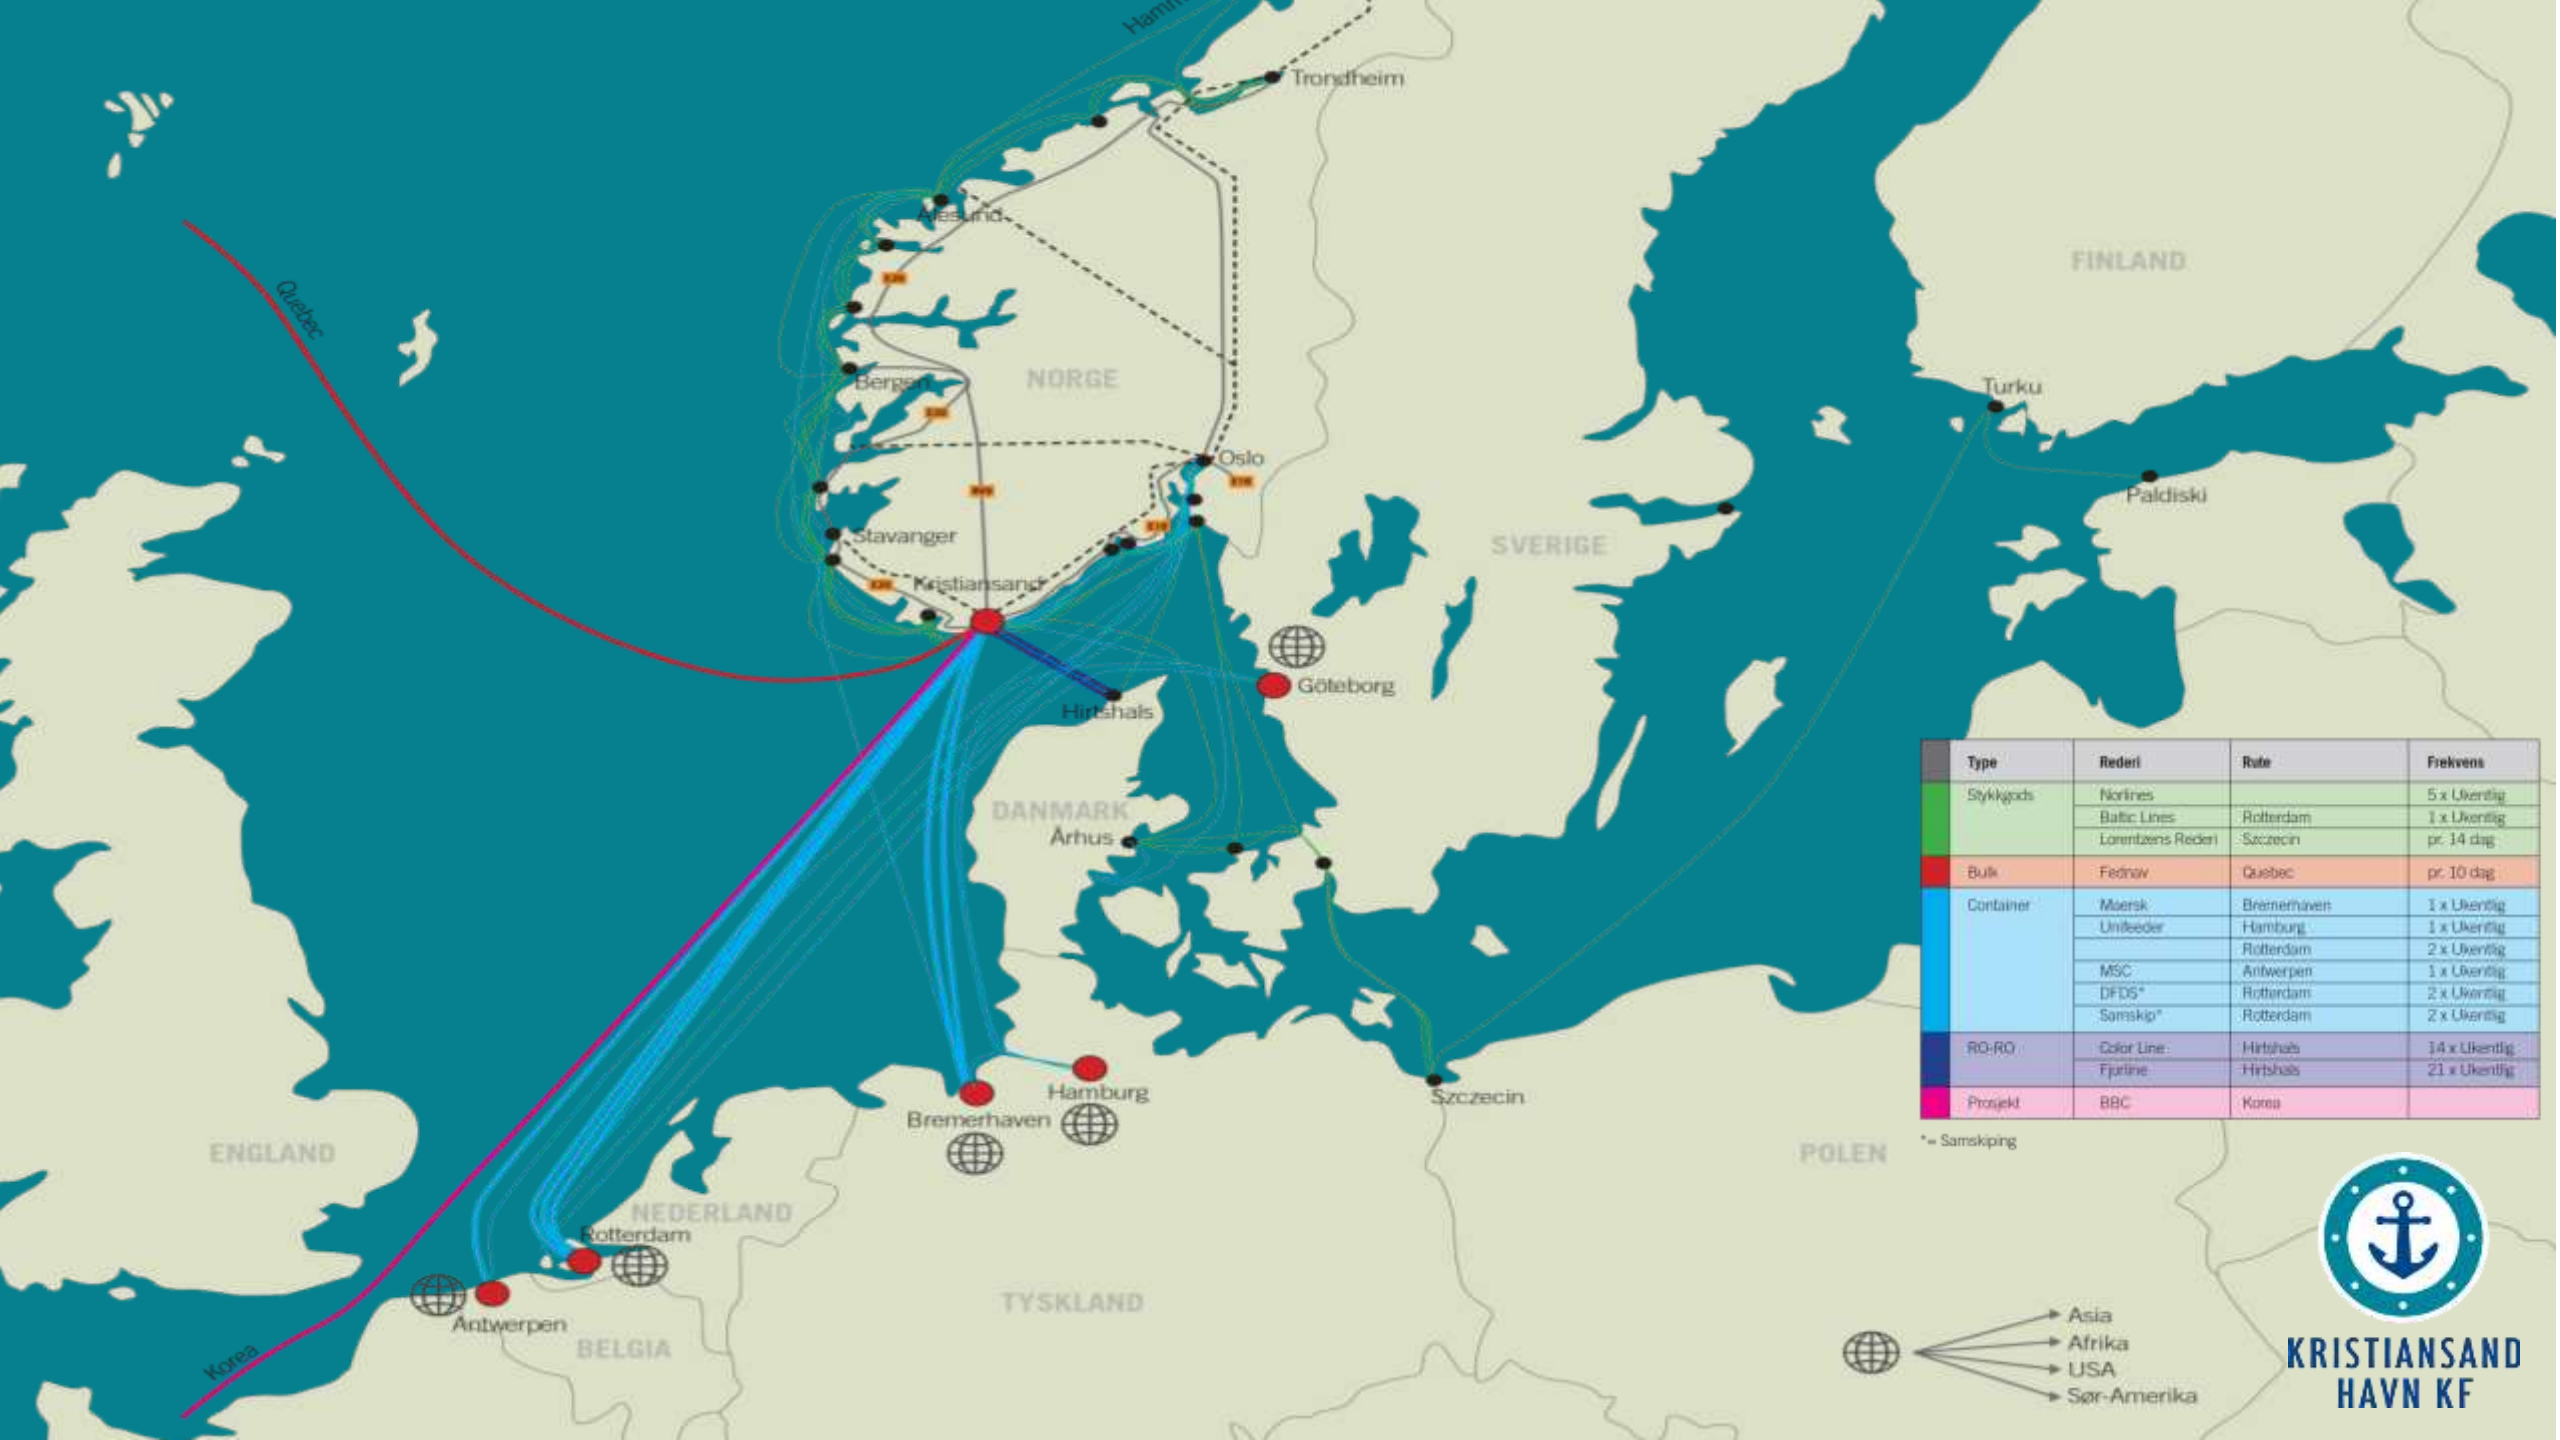 Trondheim
Ålesund
Quebec
FINLAND
Bergen
NORGE
Turku
Oslo
E18
Paldiski
Stavanger
E18
SVERIGE
Kristiansand
Göteborg
Hirtshals
DANMARK
Århus
Type Rederi Rute Frekvens
Stykkgods Norlines 5 x Ukentlig
Baltic Lines Rotterdam 1 x Ukentlig
Lorentzens Rederi Szczecin pr. 14 dag
Bulk Fednav Quebec pr. 10 dag
Container Maersk Bremerhaven 1 x Ukentlig
Unifeeder Hamburg 1 x Ukentlig
Rotterdam 2 x Ukentlig
MSC Antwerpen 1 x Ukentlig
DFDS* Rotterdam 2 x Ukentlig
Samskip* Rotterdam 2 x Ukentlig
RO-RO Color Line Hirtshals 14 x Ukentlig
Fjorline Hirtshals 21 x Ukentlig
Prosjekt BBC Korea
*= Samskiping
Hamburg
Bremerhaven
Szczecin
ENGLAND
POLEN
NEDERLAND
Rotterdam
TYSKLAND
Antwerpen
BELGIA
Korea
Asia
Afrika
USA
Sør-Amerika
KRISTIANSAND
HAVN KF